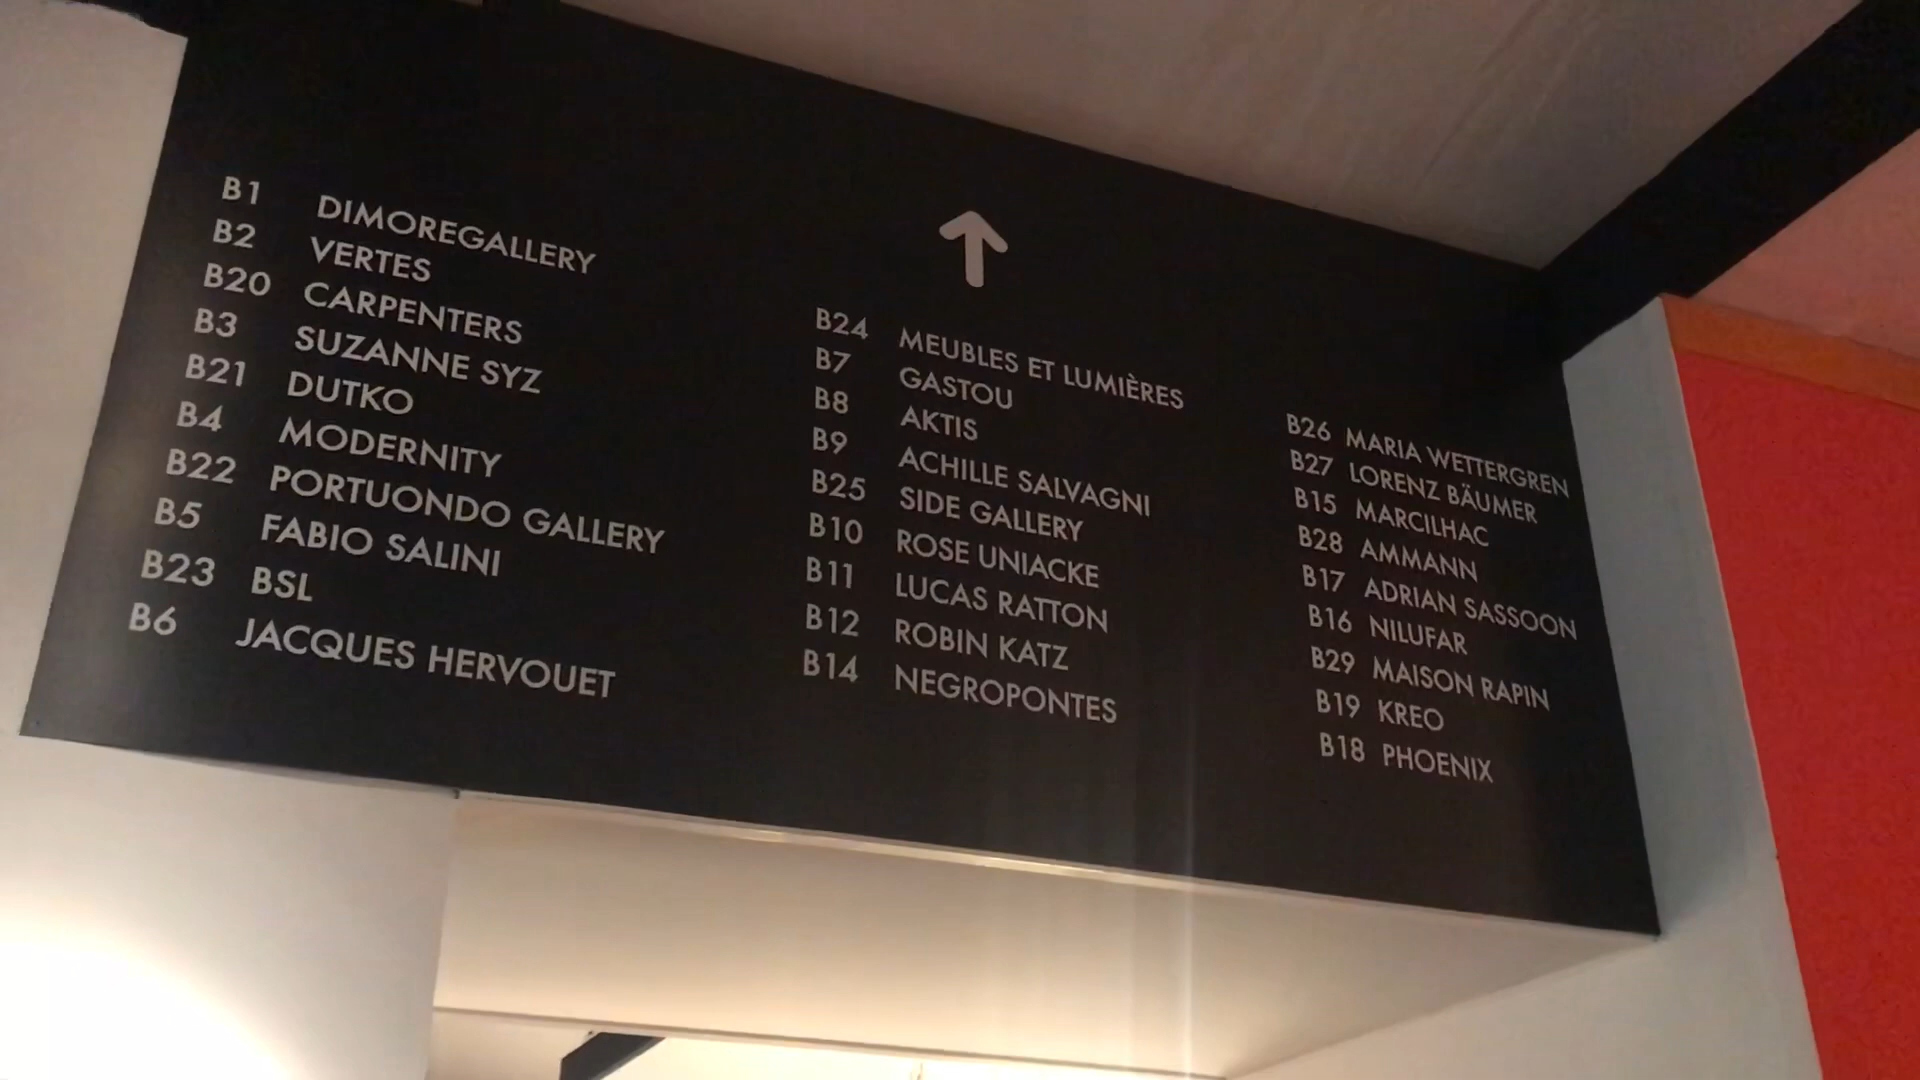 B1 DIMOREGALLERY
B2 VERTES
B20 CARPENTERS
B3 SUZANNE SYZ
B21 DUTKO
B4 MODERNITY
B22 PORTUONDO GALLERY
B5 FABIO SALINI
B23 BSL
B6 JACQUES HERVOUET
B24 MEUBLES ET LUMIÈRES
B7 GASTOU
B8 AKTIS
B9 ACHILLE SALVAGNI
B25 SIDE GALLERY
B10 ROSE UNIACKE
B11 LUCAS RATTON
B12 ROBIN KATZ
B14 NEGROPONTES
B26 MARIA WETTERGREN
B27 LORENZ BÄUMER
B15 MARCILHAC
B28 AMMANN
B17 ADRIAN SASSOON
B16 NILUFAR
B29 MAISON RAPIN
B19 KREO
B18 PHOENIX